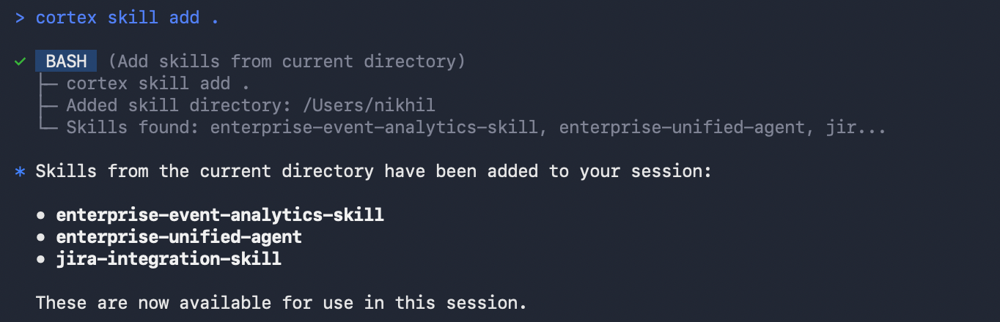 > cortex skill add .
✓ BASH (Add skills from current directory)
├─ cortex skill add .
├─ Added skill directory: /Users/nikhil
└─ Skills found: enterprise-event-analytics-skill, enterprise-unified-agent, jir...
* Skills from the current directory have been added to your session:
• enterprise-event-analytics-skill
• enterprise-unified-agent
• jira-integration-skill
These are now available for use in this session.